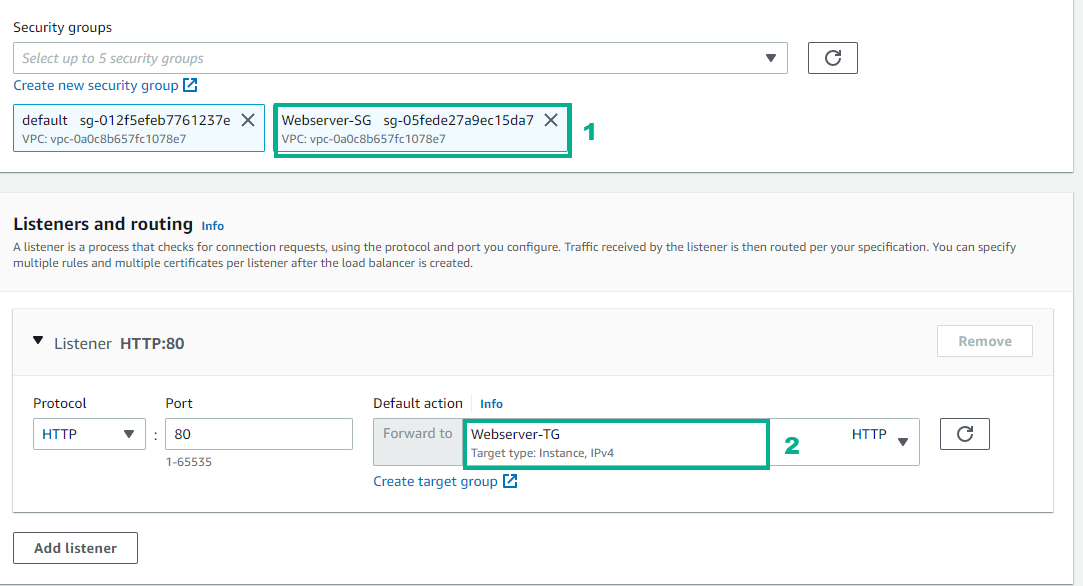 Security groups
Select up to 5 security groups
Create new security group
default sg-012f5efeb7761237e
VPC: vpc-0a0c8b657fc1078e7
Webserver-SG sg-05fede27a9ec15da7
VPC: vpc-0a0c8b657fc1078e7
1
Listeners and routing Info
A listener is a process that checks for connection requests, using the protocol and port you configure. Traffic received by the listener is then routed per your specification. You can specify
multiple rules and multiple certificates per listener after the load balancer is created.
Listener HTTP:80
Remove
Protocol
HTTP
:
Port
80
1-65535
Default action Info
Forward to
Webserver-TG
Target type: Instance, IPv4
2
HTTP
Create target group
Add listener